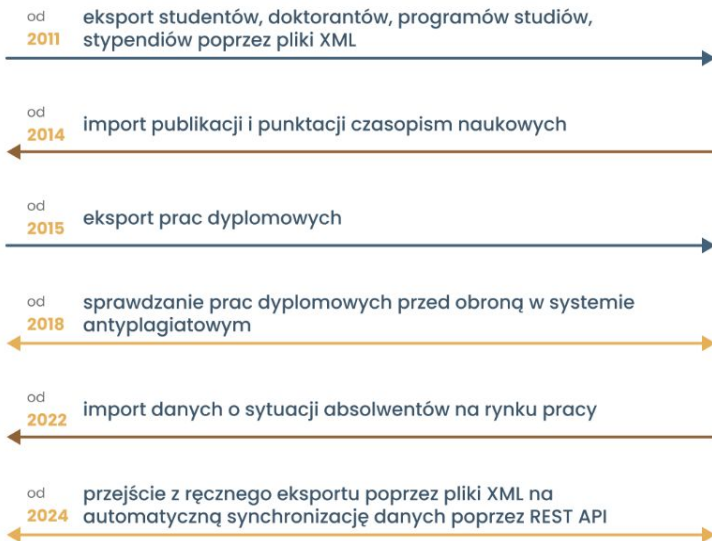 od
2011
eksport studentów, doktorantów, programów studiów,
stypendiów poprzez pliki XML
od
2014
import publikacji i punktacji czasopism naukowych
od
2015
eksport prac dyplomowych
od
2018
sprawdzanie prac dyplomowych przed obroną w systemie
antyplagiatowym
od
2022
import danych o sytuacji absolwentów na rynku pracy
od
2024
przejście z ręcznego eksportu poprzez pliki XML na
automatyczną synchronizację danych poprzez REST API